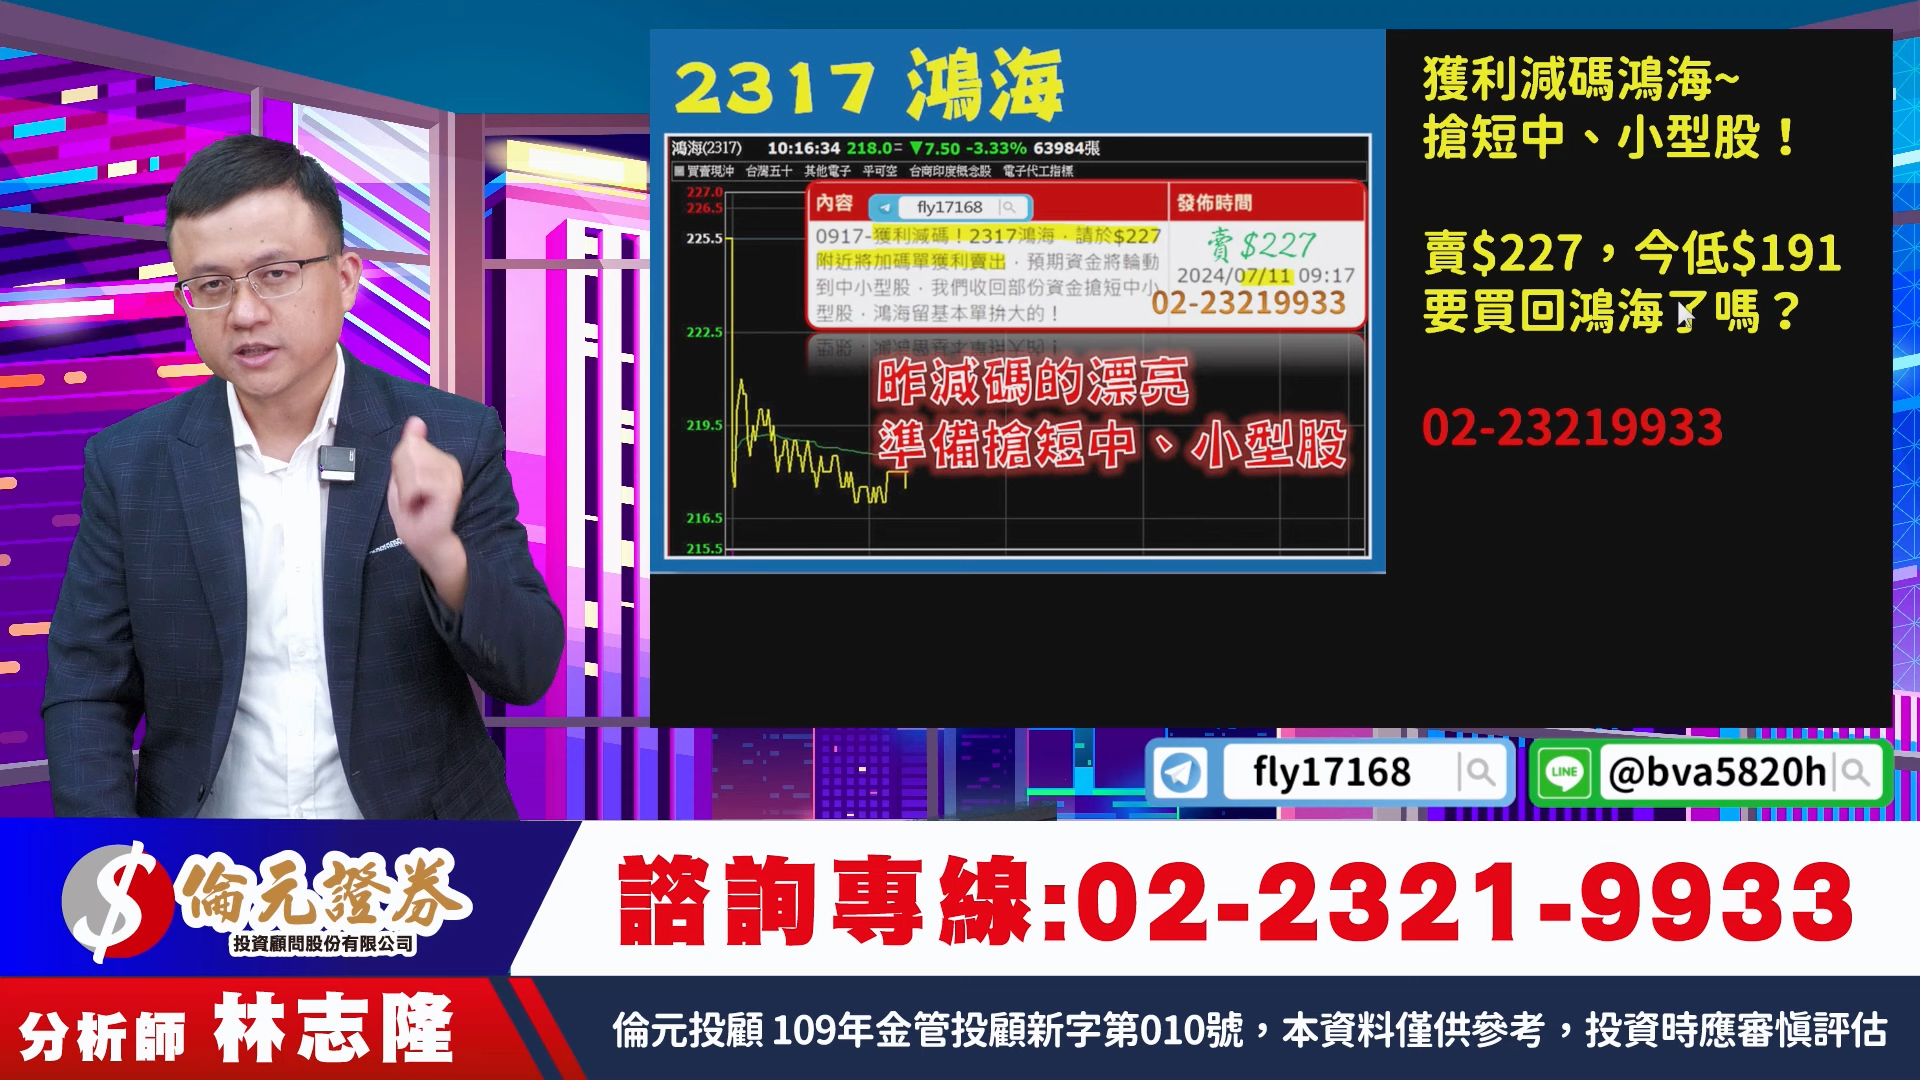 2317 鴻海
鴻海(2317) 10:16:34 218.0= ▼7.50 -3.33% 63984張
買賣現沖 台灣五十 其他電子 平可空 台商印度概念股 電子代工指標
227.0
226.5
225.5
222.5
219.5
216.5
215.5
內容 fly17168 發佈時間
0917-獲利減碼！2317鴻海，請於$227
附近將加碼單獲利賣出，預期資金將輪動
到中小型股，我們收回部份資金搶短中小
型股，鴻海留基本單拚大的！
賣$227
2024/07/11 09:17
02-23219933
昨減碼的漂亮
準備搶短中、小型股
獲利減碼鴻海~
搶短中、小型股！
賣$227，今低$191
要買回鴻海了嗎？
02-23219933
fly17168
LINE @bva5820h
倫元證券
投資顧問股份有限公司
諮詢專線:02-2321-9933
分析師 林志隆
倫元投顧 109年金管投顧新字第010號，本資料僅供參考，投資時應審慎評估